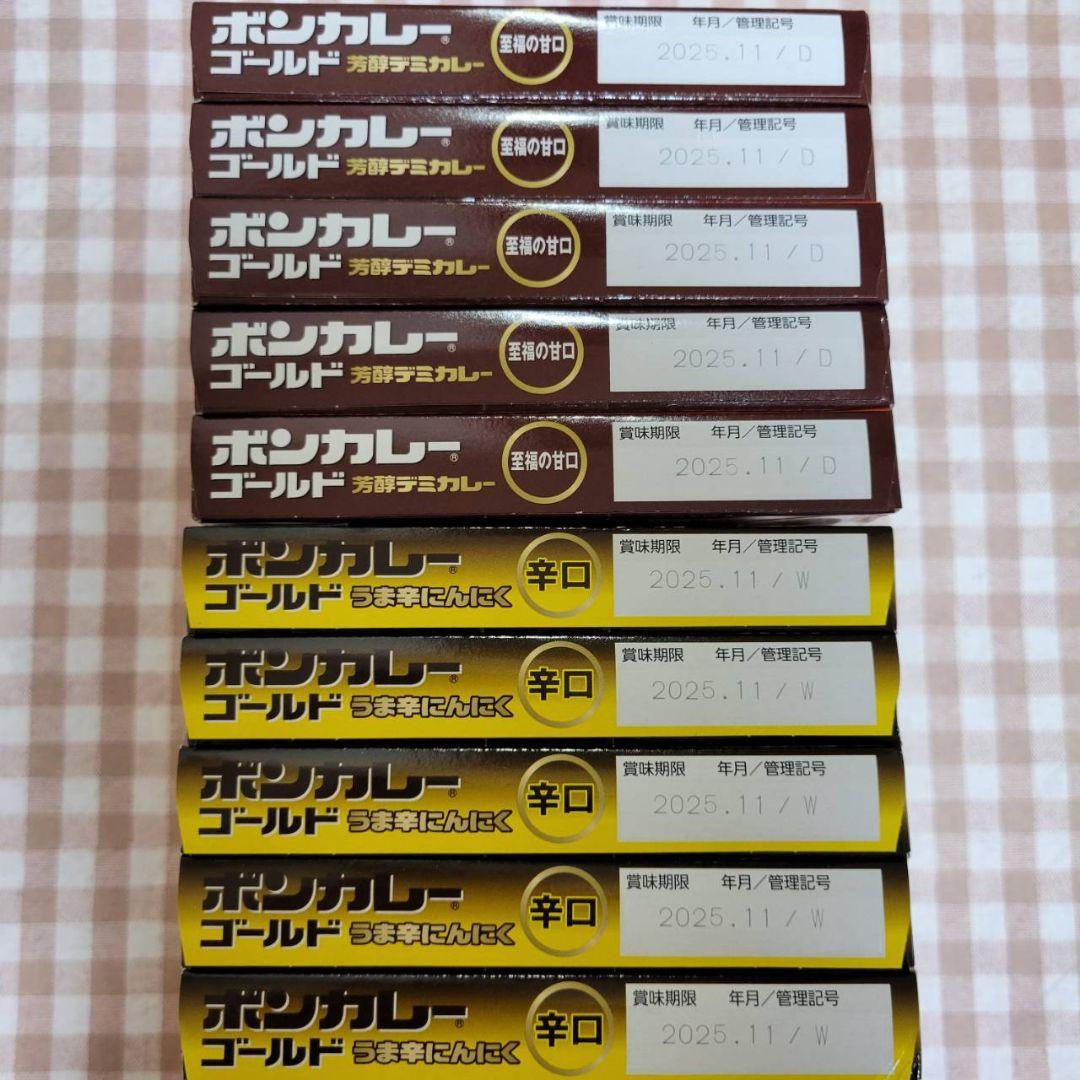 ボンカレー®
ゴールド 芳醇デミカレー
至福の甘口
賞味期限 年月/管理記号
2025.11 / D
ボンカレー®
ゴールド 芳醇デミカレー
至福の甘口
賞味期限 年月/管理記号
2025.11 / D
ボンカレー®
ゴールド 芳醇デミカレー
至福の甘口
賞味期限 年月/管理記号
2025.11 / D
ボンカレー®
ゴールド 芳醇デミカレー
至福の甘口
賞味期限 年月/管理記号
2025.11 / D
ボンカレー®
ゴールド 芳醇デミカレー
至福の甘口
賞味期限 年月/管理記号
2025.11 / D
ボンカレー®
ゴールド うま辛にんにく
辛口
賞味期限 年月/管理記号
2025.11 / W
ボンカレー®
ゴールド うま辛にんにく
辛口
賞味期限 年月/管理記号
2025.11 / W
ボンカレー®
ゴールド うま辛にんにく
辛口
賞味期限 年月/管理記号
2025.11 / W
ボンカレー®
ゴールド うま辛にんにく
辛口
賞味期限 年月/管理記号
2025.11 / W
ボンカレー®
ゴールド うま辛にんにく
辛口
賞味期限 年月/管理記号
2025.11 / W